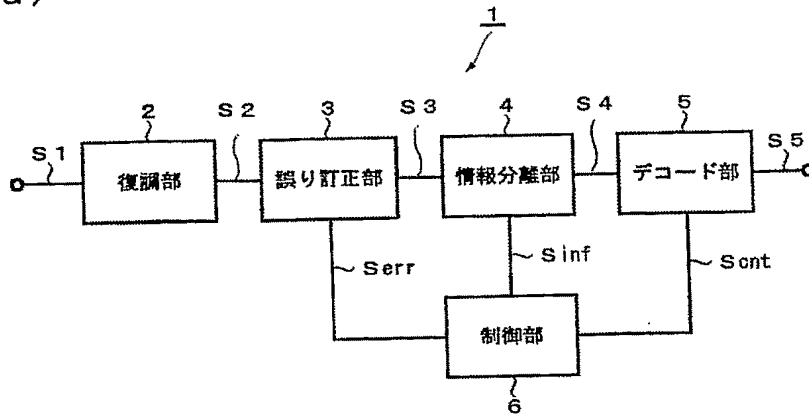 1
2
3
4
5
S1
S2
S3
S4
S5
復調部
誤り訂正部
情報分離部
デコード部
Serr
Sinf
Scnt
制御部
6